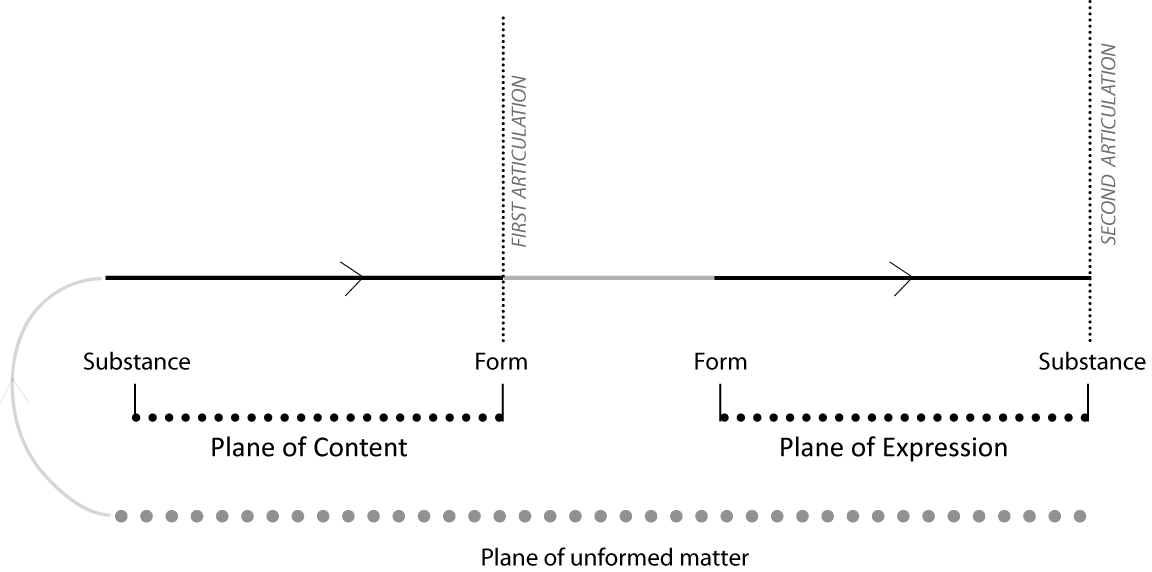 FIRST ARTICULATION
SECOND ARTICULATION
Substance
Form
Form
Substance
Plane of Content
Plane of Expression
Plane of unformed matter